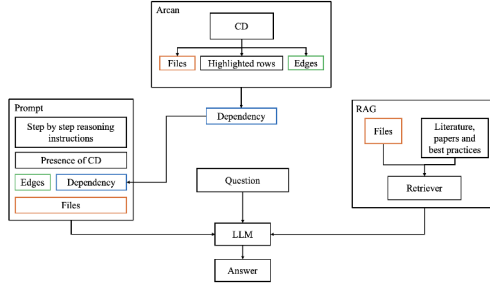 Arcan
CD
Files
Highlighted rows
Edges
Dependency
Prompt
Step by step reasoning
instructions
Presence of CD
Edges
Dependency
Files
Question
LLM
Answer
RAG
Files
Literature,
papers and
best practices
Retriever